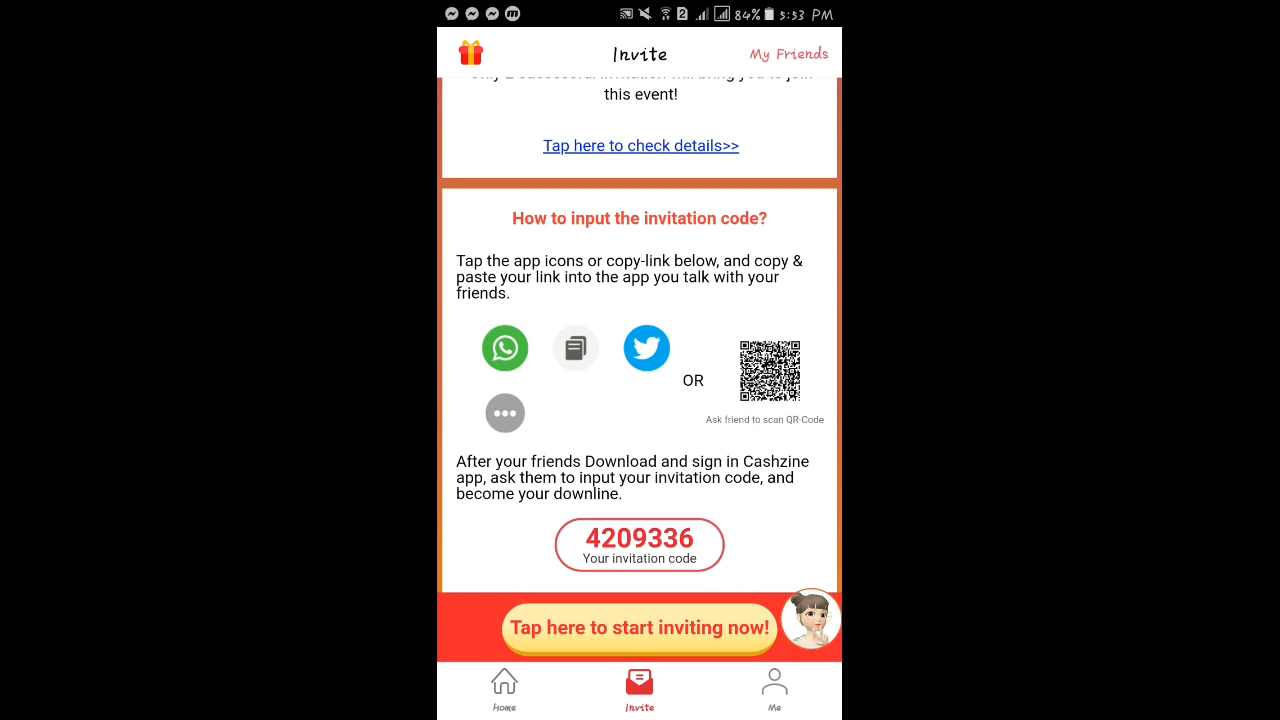 84% 5:53 PM
Invite
My Friends
this event!
Tap here to check details>>
How to input the invitation code?
Tap the app icons or copy-link below, and copy &
paste your link into the app you talk with your
friends.
OR
Ask friend to scan QR-Code
After your friends Download and sign in Cashzine
app, ask them to input your invitation code, and
become your downline.
4209336
Your invitation code
Tap here to start inviting now!
Home
Invite
Me